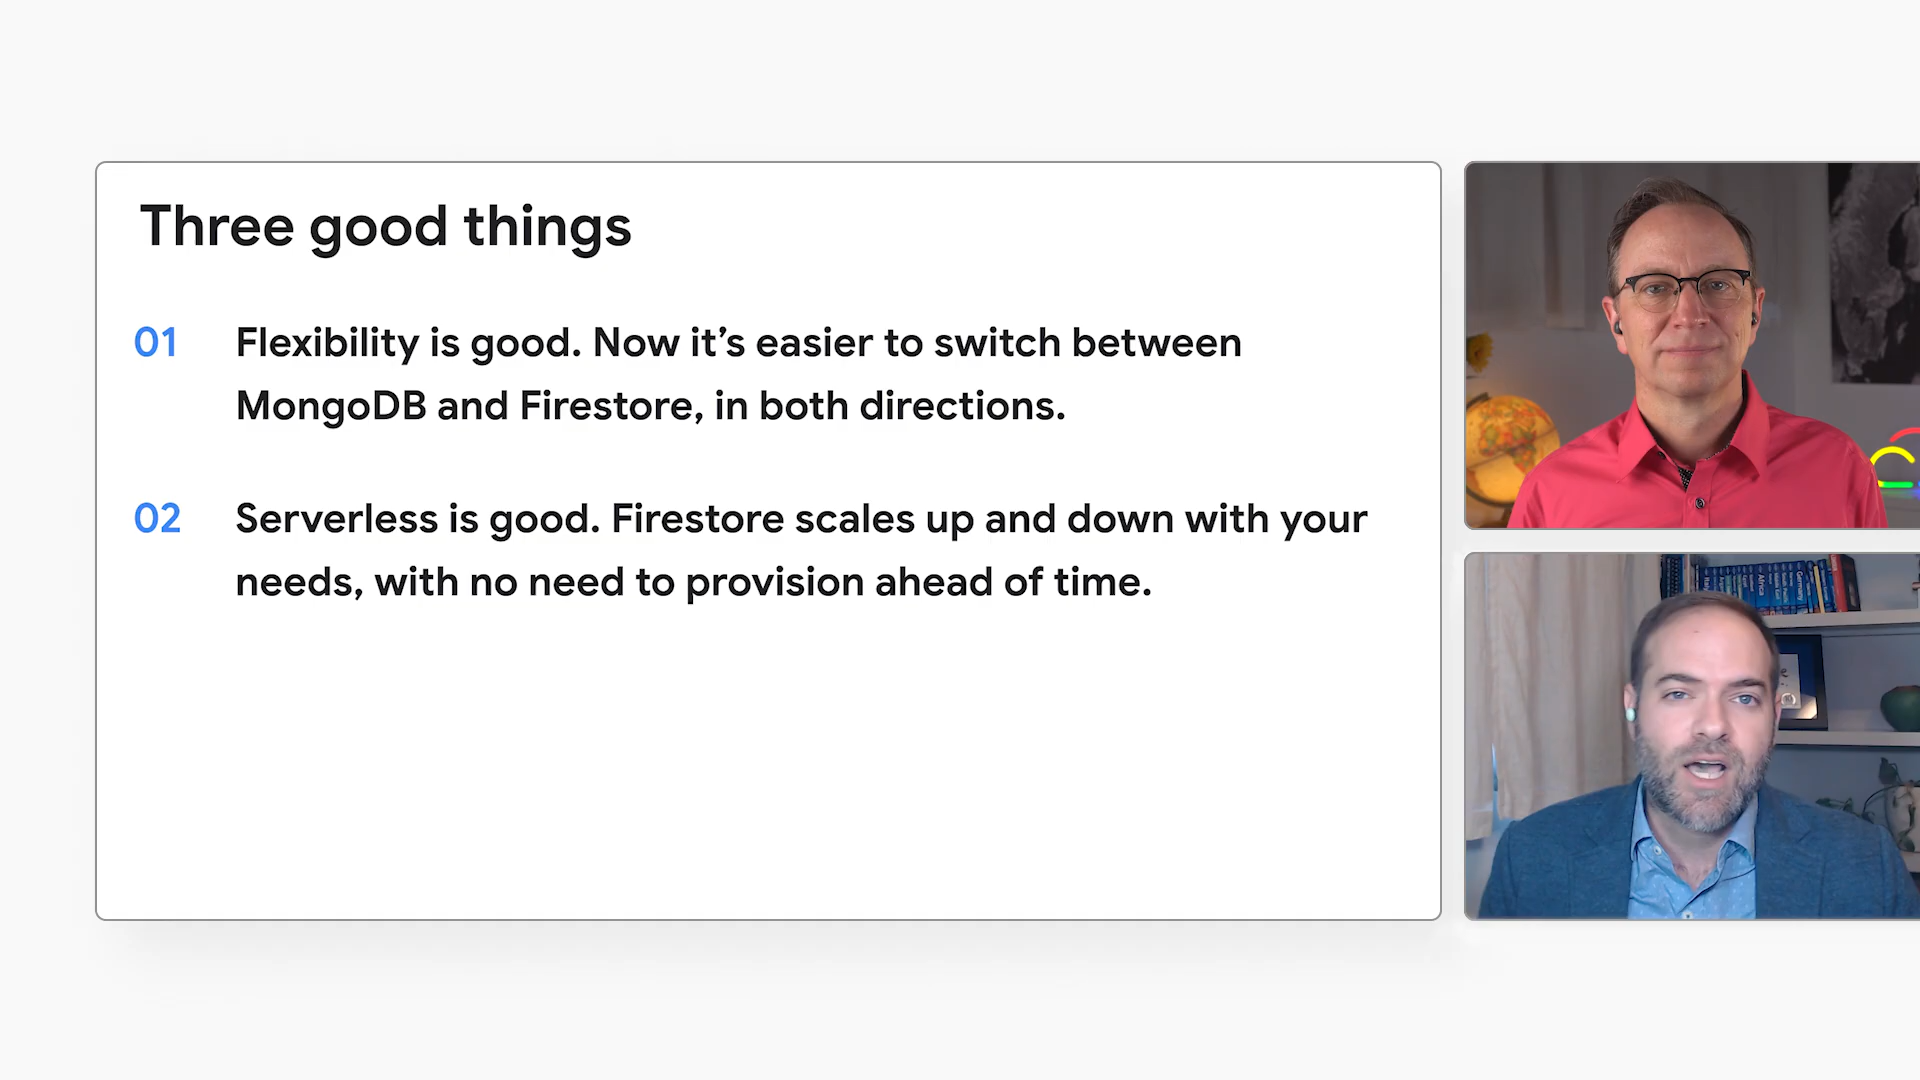 Three good things
01
Flexibility is good. Now it’s easier to switch between
MongoDB and Firestore, in both directions.
02
Serverless is good. Firestore scales up and down with your
needs, with no need to provision ahead of time.
Africa
Germany